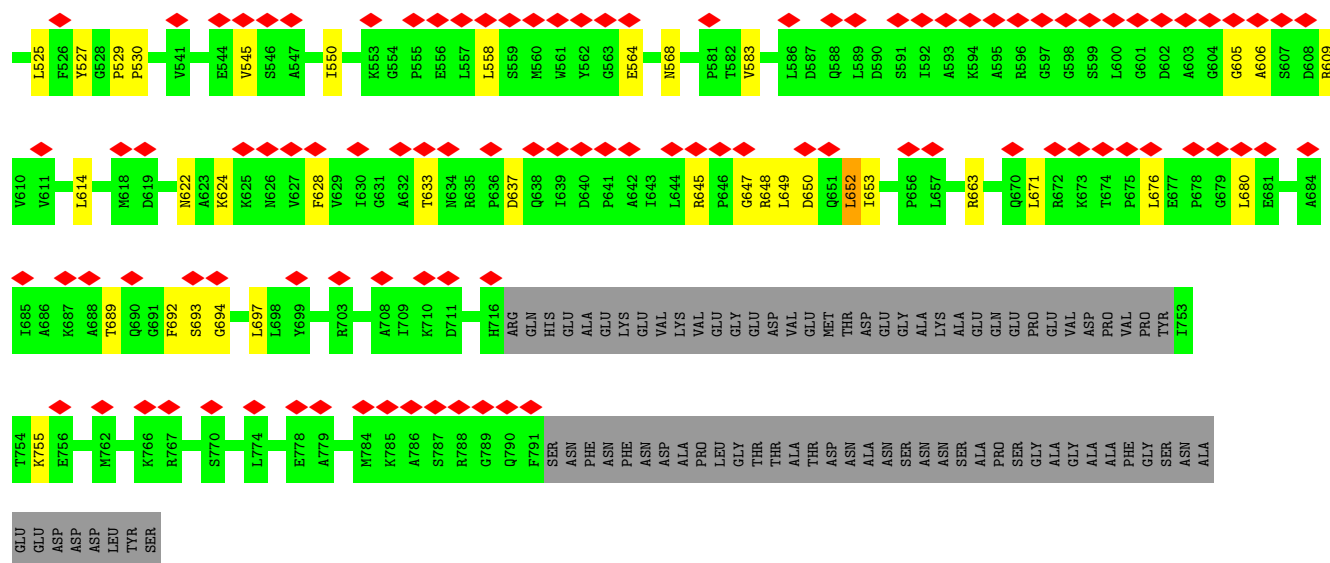 L525 F526 Y527 G528 P529 P530 V541 E544 V545 S546 A547 I550 K553 G554 P555 E556 L557 L558 S559 M560 W561 Y562 G563 E564 N568 P581 T582 V583 L586 D587 Q588 L589 D590 S591 I592 A593 K594 A595 R596 G597 G598 S599 L600 G601 D602 A603 G604 G605 A606 S607 D608 R609
V610 V611 L614 M618 D619 N622 A623 K624 K625 N626 V627 F628 V629 I630 G631 A632 T633 N634 R635 P636 D637 Q638 I639 D640 P641 A642 I643 L644 R645 P646 G647 R648 L649 D650 Q651 L652 I653 P656 L657 R663 Q670 L671 R672 K673 T674 P675 L676 E677 P678 G679 L680 E681 A684
I685 A686 K687 A688 T689 Q690 G691 F692 S693 G694 L697 L698 Y699 R703 A708 I709 K710 D711 H716 ARG GLN HIS GLU ALA GLU LYS GLU VAL LYS VAL GLU GLY GLU ASP VAL GLU MET THR ASP GLU GLY ALA LYS ALA GLU GLN GLU PRO GLU VAL ASP PRO VAL PRO TYR I753
T754 K755 E756 M762 K766 R767 S770 L774 E778 A779 M784 K785 A786 S787 R788 G789 Q790 F791 SER ASN PHE ASN PHE ASN ASP ALA PRO LEU GLY THR THR ALA THR ASP ASN ALA ASN SER ASN ASN SER ALA PRO SER GLY ALA GLY ALA ALA PHE GLY SER ASN ALA
GLU GLU ASP ASP ASP LEU TYR SER